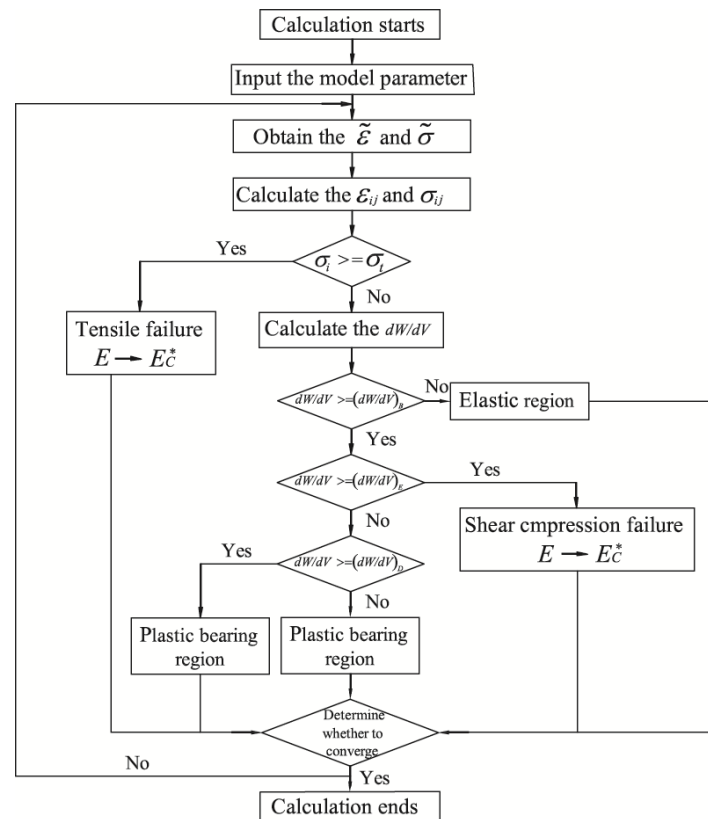 Calculation starts
Input the model parameter
Obtain the ε̃ and σ̃
Calculate the εij and σij
Yes
σi >= σt
No
Tensile failure
E → EC*
Calculate the dW/dV
dW/dV >=(dW/dV)B
No
Elastic region
Yes
dW/dV >=(dW/dV)E
Yes
No
Shear cmpression failure
E → EC*
Yes
dW/dV >=(dW/dV)D
No
Plastic bearing
region
Plastic bearing
region
Determine
whether to
converge
No
Yes
Calculation ends